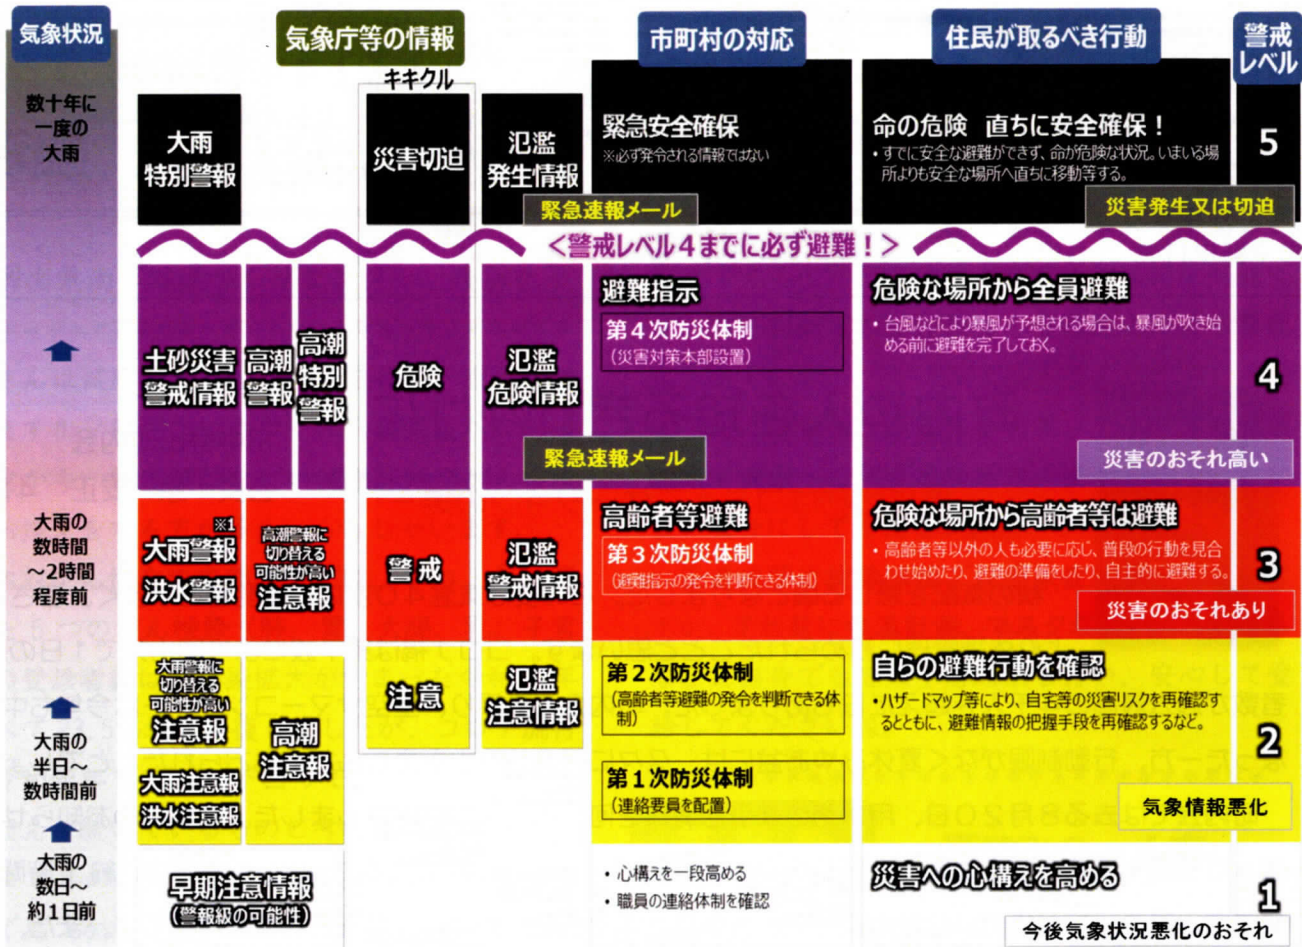 気象状況
気象庁等の情報
市町村の対応
住民が取るべき行動
警戒
レベル
キキクル
数十年に
一度の
大雨
大雨
特別警報
災害切迫
氾濫
発生情報
緊急安全確保
※必ず発令される情報ではない
命の危険 直ちに安全確保！
・すでに安全な避難ができず、命が危険な状況。いまいる場
所よりも安全な場所へ直ちに移動等する。
5
緊急速報メール
災害発生又は切迫
＜警戒レベル４までに必ず避難！＞
土砂災害
警戒情報
高潮
警報
高潮
特別
警報
危険
氾濫
危険情報
避難指示
第４次防災体制
（災害対策本部設置）
危険な場所から全員避難
・台風などにより暴風が予想される場合は、暴風が吹き始
める前に避難を完了しておく。
4
緊急速報メール
災害のおそれ高い
大雨の
数時間
～2時間
程度前
※1
大雨警報
洪水警報
高潮警報に
切り替える
可能性が高い
注意報
警戒
氾濫
警戒情報
高齢者等避難
第３次防災体制
（避難指示の発令を判断できる体制）
危険な場所から高齢者等は避難
・高齢者等以外の人も必要に応じ、普段の行動を見合
わせ始めたり、避難の準備をしたり、自主的に避難する。
3
災害のおそれあり
大雨の
半日～
数時間前
大雨警報に
切り替える
可能性が高い
注意報
大雨注意報
洪水注意報
高潮
注意報
注意
氾濫
注意情報
第２次防災体制
（高齢者等避難の発令を判断できる体
制）
第１次防災体制
（連絡要員を配置）
自らの避難行動を確認
・ハザードマップ等により、自宅等の災害リスクを再確認す
るとともに、避難情報の把握手段を再確認するなど。
2
気象情報悪化
大雨の
数日～
約1日前
早期注意情報
（警報級の可能性）
・心構えを一段高める
・職員の連絡体制を確認
災害への心構えを高める
1
今後気象状況悪化のおそれ